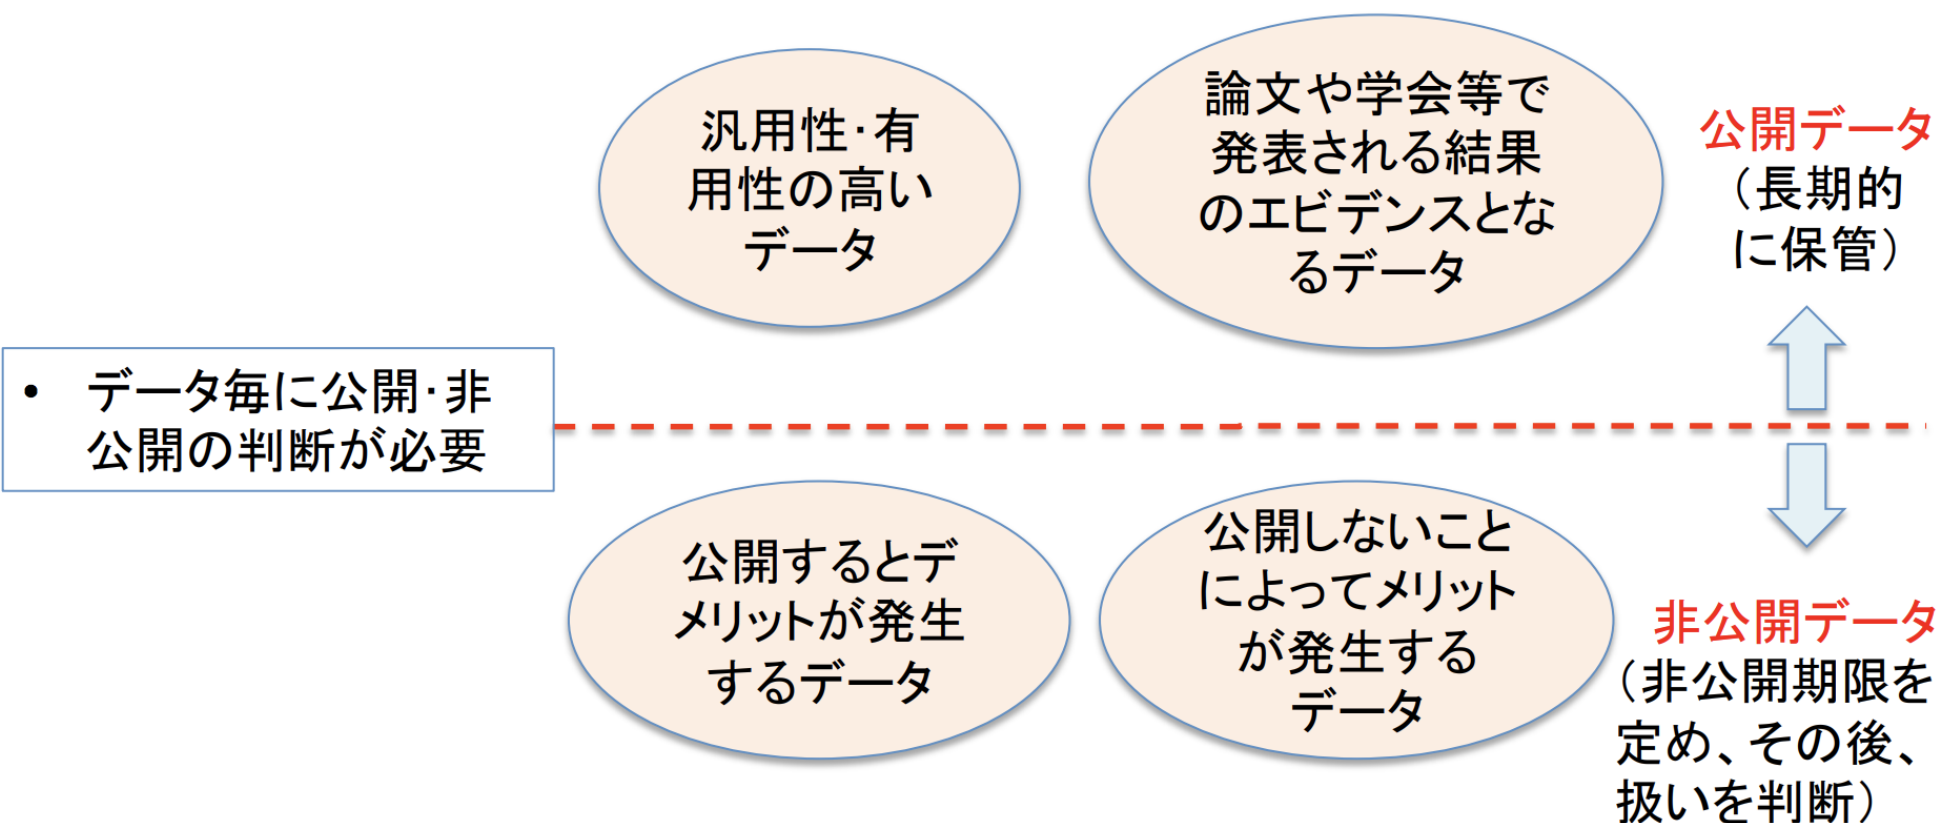 汎用性・有
用性の高い
データ
論文や学会等で
発表される結果
のエビデンスとな
るデータ
公開データ
（長期的
に保管）
• データ毎に公開・非
公開の判断が必要
公開するとデ
メリットが発生
するデータ
公開しないこと
によってメリット
が発生する
データ
非公開データ
（非公開期限を
定め、その後、
扱いを判断）